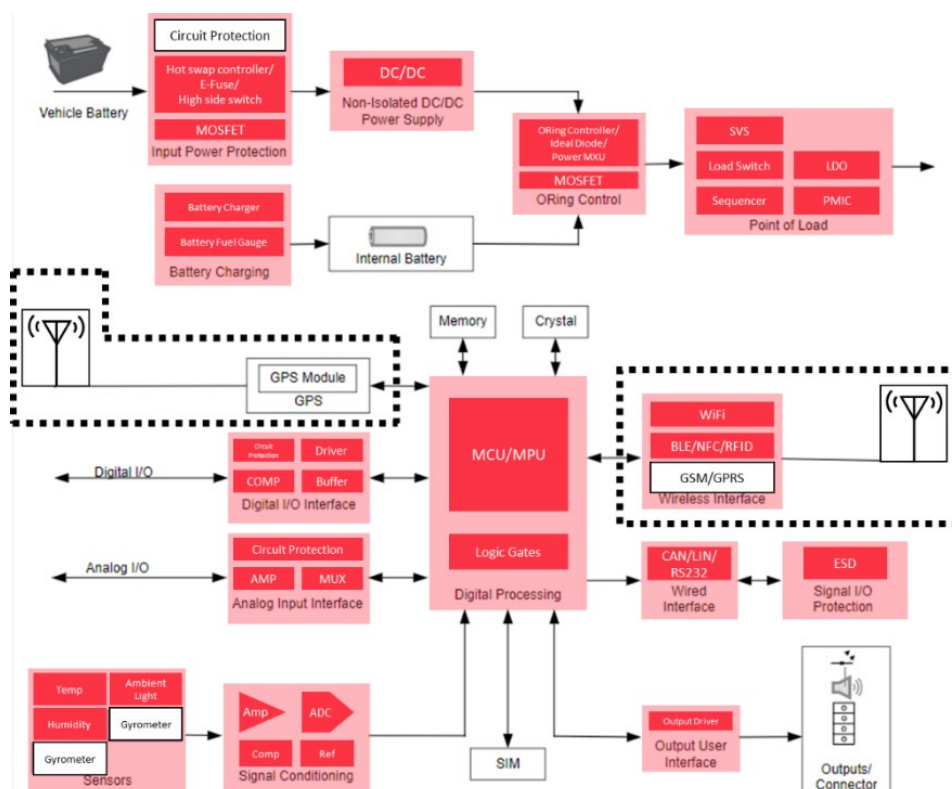 Circuit Protection
Hot swap controller/
E-Fuse/
High side switch
MOSFET
Input Power Protection
Vehicle Battery
DC/DC
Non-Isolated DC/DC
Power Supply
ORing Controller/
Ideal Diode/
Power MXU
MOSFET
ORing Control
SVS
Load Switch
LDO
Sequencer
PMIC
Point of Load
Battery Charger
Battery Fuel Gauge
Battery Charging
Internal Battery
Memory
Crystal
GPS Module
GPS
MCU/MPU
Logic Gates
Digital Processing
WiFi
BLE/NFC/RFID
GSM/GPRS
Wireless Interface
Digital I/O
Circuit
Protection
Driver
COMP
Buffer
Digital I/O Interface
Analog I/O
Circuit Protection
AMP
MUX
Analog Input Interface
CAN/LIN/
RS232
Wired
Interface
ESD
Signal I/O
Protection
Temp
Ambient
Light
Humidity
Gyrometer
Gyrometer
Sensors
Amp
ADC
Comp
Ref
Signal Conditioning
SIM
Output Driver
Output User
Interface
Outputs/
Connector